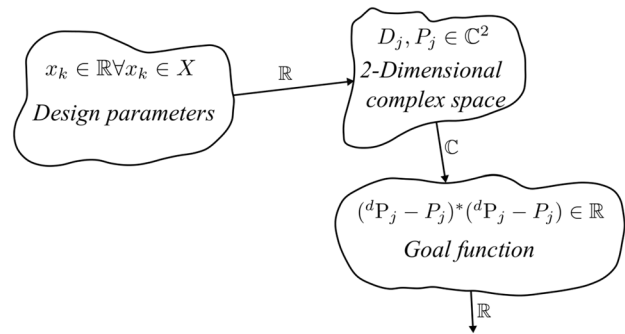 x_k ∈ ℝ∀x_k ∈ X
Design parameters
ℝ
D_j, P_j ∈ ℂ²
2-Dimensional
complex space
ℂ
(ᵈP_j − P_j)*(ᵈP_j − P_j) ∈ ℝ
Goal function
ℝ